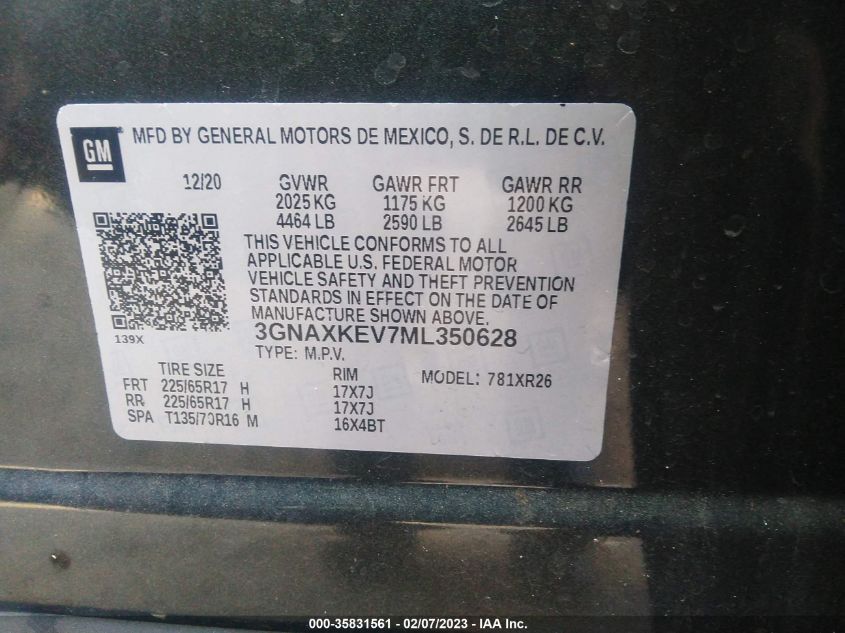 GM
MFD BY GENERAL MOTORS DE MEXICO, S. DE R.L. DE C.V.
12/20 GVWR GAWR FRT GAWR RR
2025 KG 1175 KG 1200 KG
4464 LB 2590 LB 2645 LB
THIS VEHICLE CONFORMS TO ALL
APPLICABLE U.S. FEDERAL MOTOR
VEHICLE SAFETY AND THEFT PREVENTION
STANDARDS IN EFFECT ON THE DATE OF
MANUFACTURE SHOWN ABOVE.
139X
3GNAXKEV7ML350628
TYPE: M.P.V.
TIRE SIZE RIM MODEL: 781XR26
FRT 225/65R17 H 17X7J
RR 225/65R17 H 17X7J
SPA T135/70R16 M 16X4BT
000-35831561 - 02/07/2023 - IAA Inc.